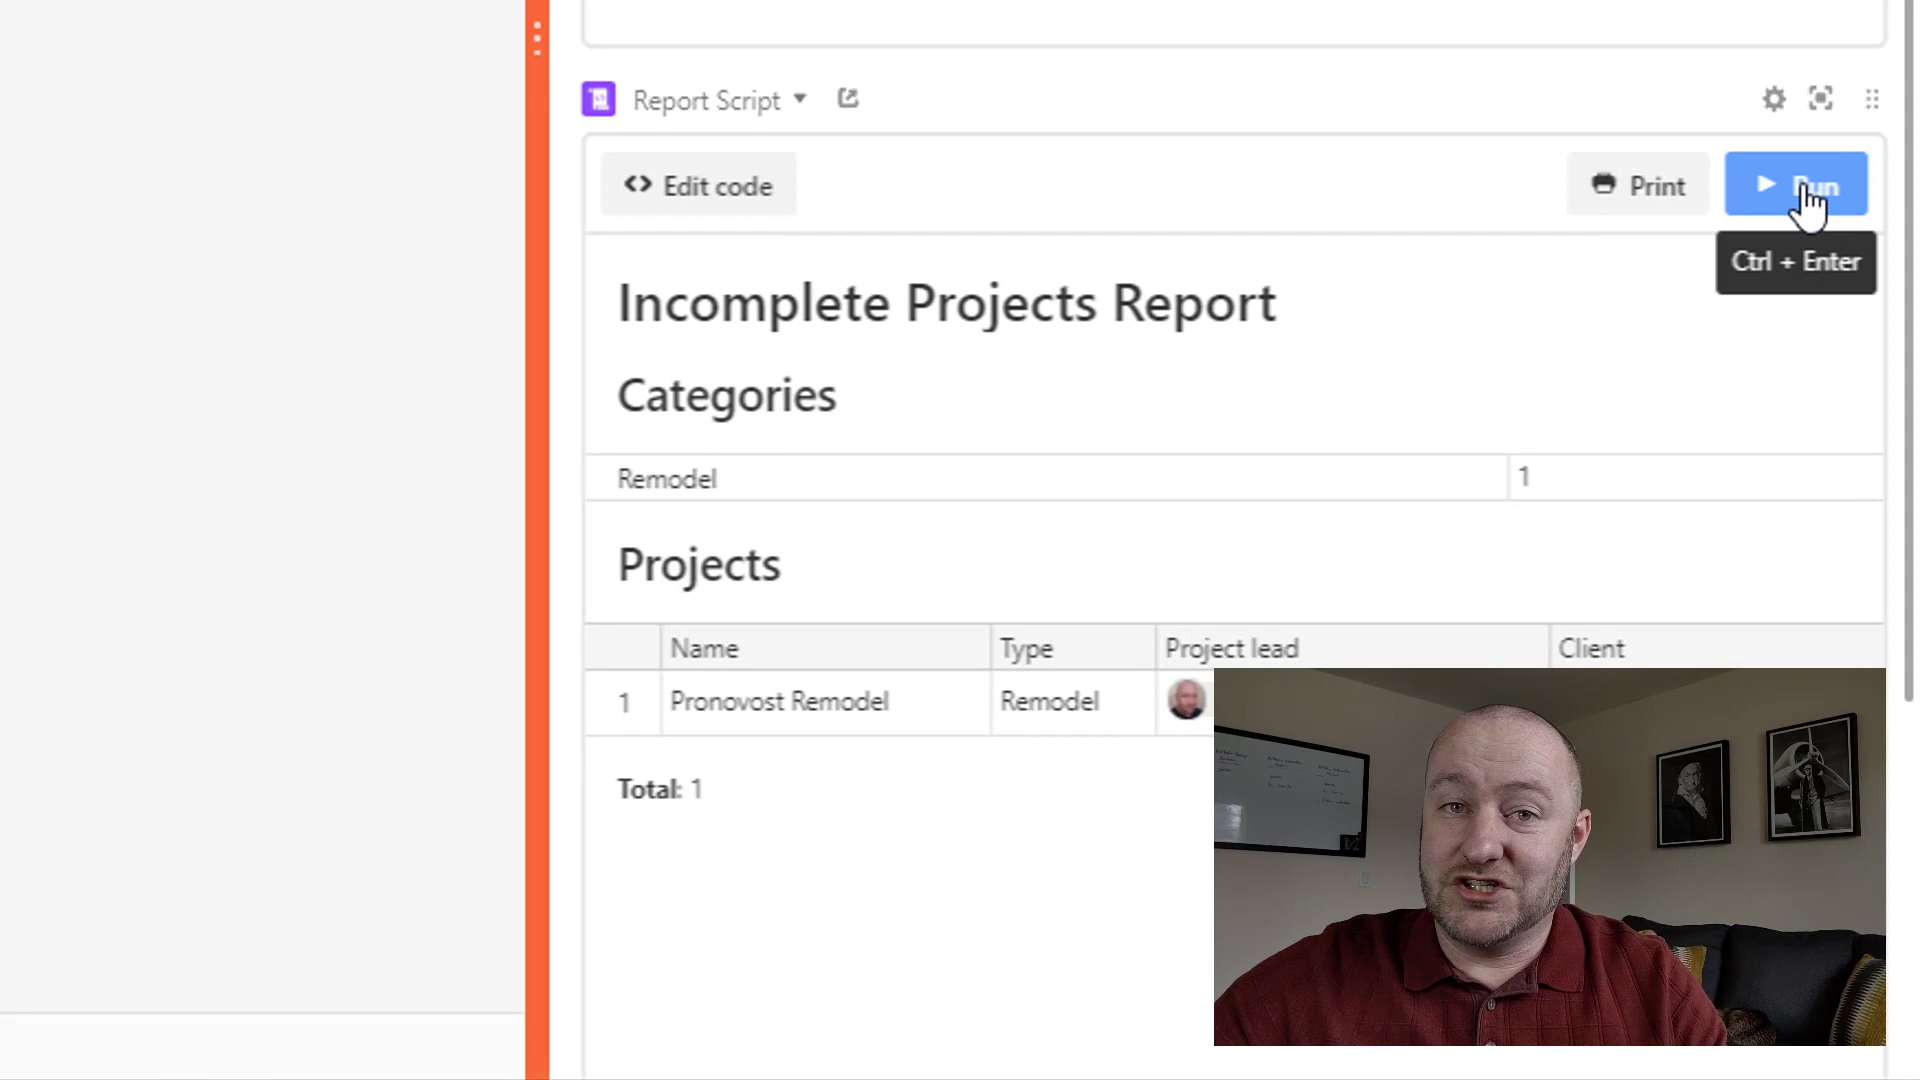 Report Script
Edit code
Print
Run
Ctrl + Enter
Incomplete Projects Report
Categories
Remodel 1
Projects
Name Type Project lead Client
1 Pronovost Remodel Remodel
Total: 1